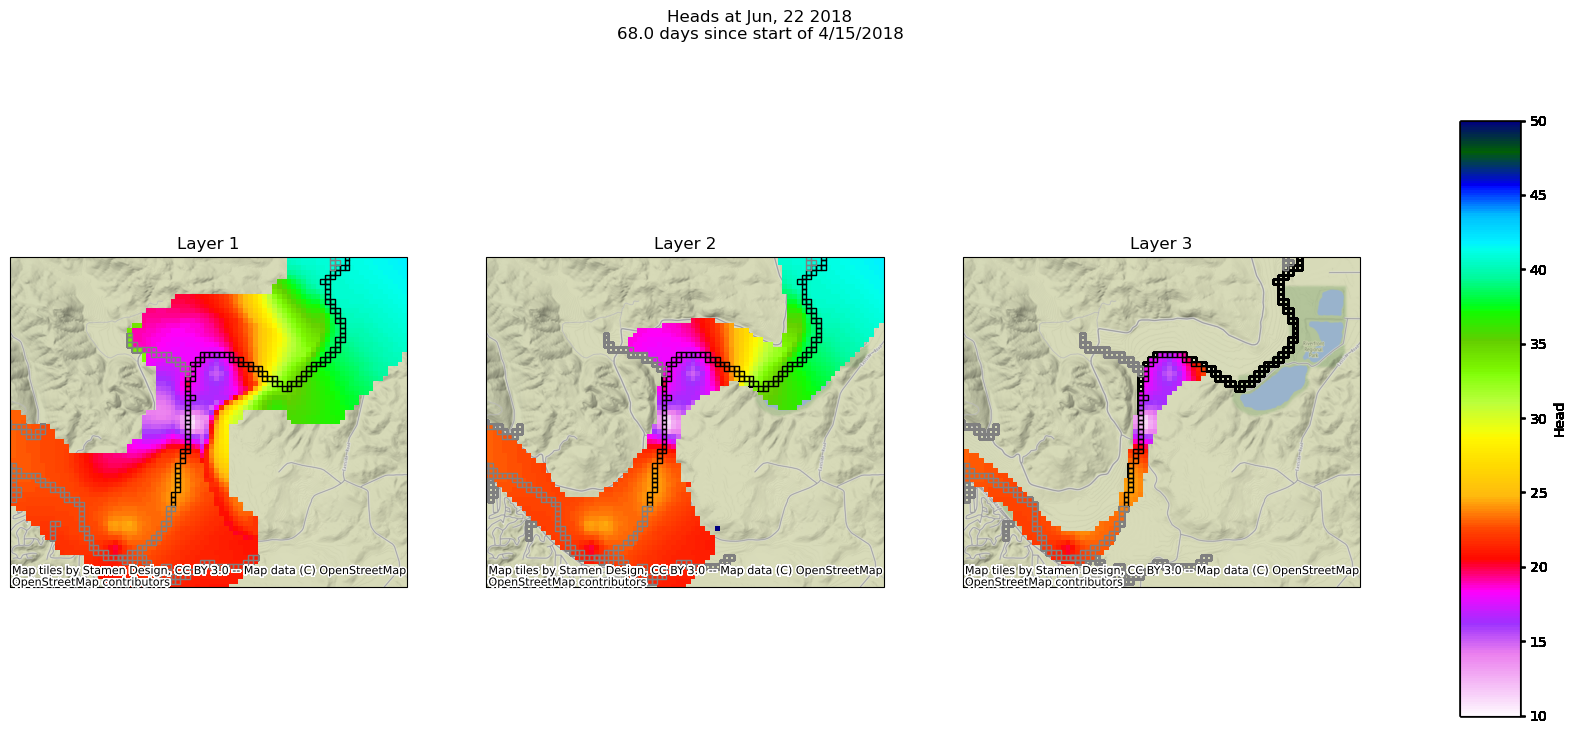 Heads at Jun, 22 2018
68.0 days since start of 4/15/2018
Layer 1
Layer 2
Layer 3
Map tiles by Stamen Design, CC BY 3.0 -- Map data (C) OpenStreetMap
OpenStreetMap contributors
Map tiles by Stamen Design, CC BY 3.0 -- Map data (C) OpenStreetMap
OpenStreetMap contributors
Map tiles by Stamen Design, CC BY 3.0 -- Map data (C) OpenStreetMap
OpenStreetMap contributors
50
45
40
35
30
25
20
15
10
Head